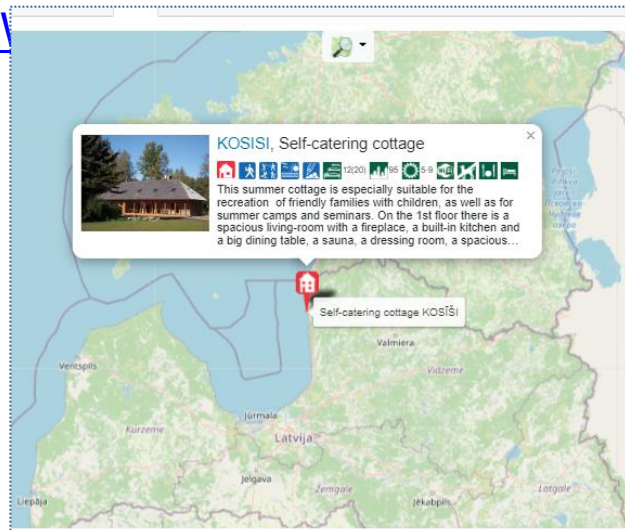 KOSISI, Self-catering cottage
12(20) 95 5-9
This summer cottage is especially suitable for the
recreation of friendly families with children, as well as for
summer camps and seminars. On the 1st floor there is a
spacious living-room with a fireplace, a built-in kitchen and
a big dining table, a sauna, a dressing room, a spacious...
Self-catering cottage KOSĪŠI
Valmiera
Ventspils
Vidzeme
Jūrmala
Kurzeme
Latvija
Jelgava
Zemgale
Latgale
Liepāja
Jēkabpils